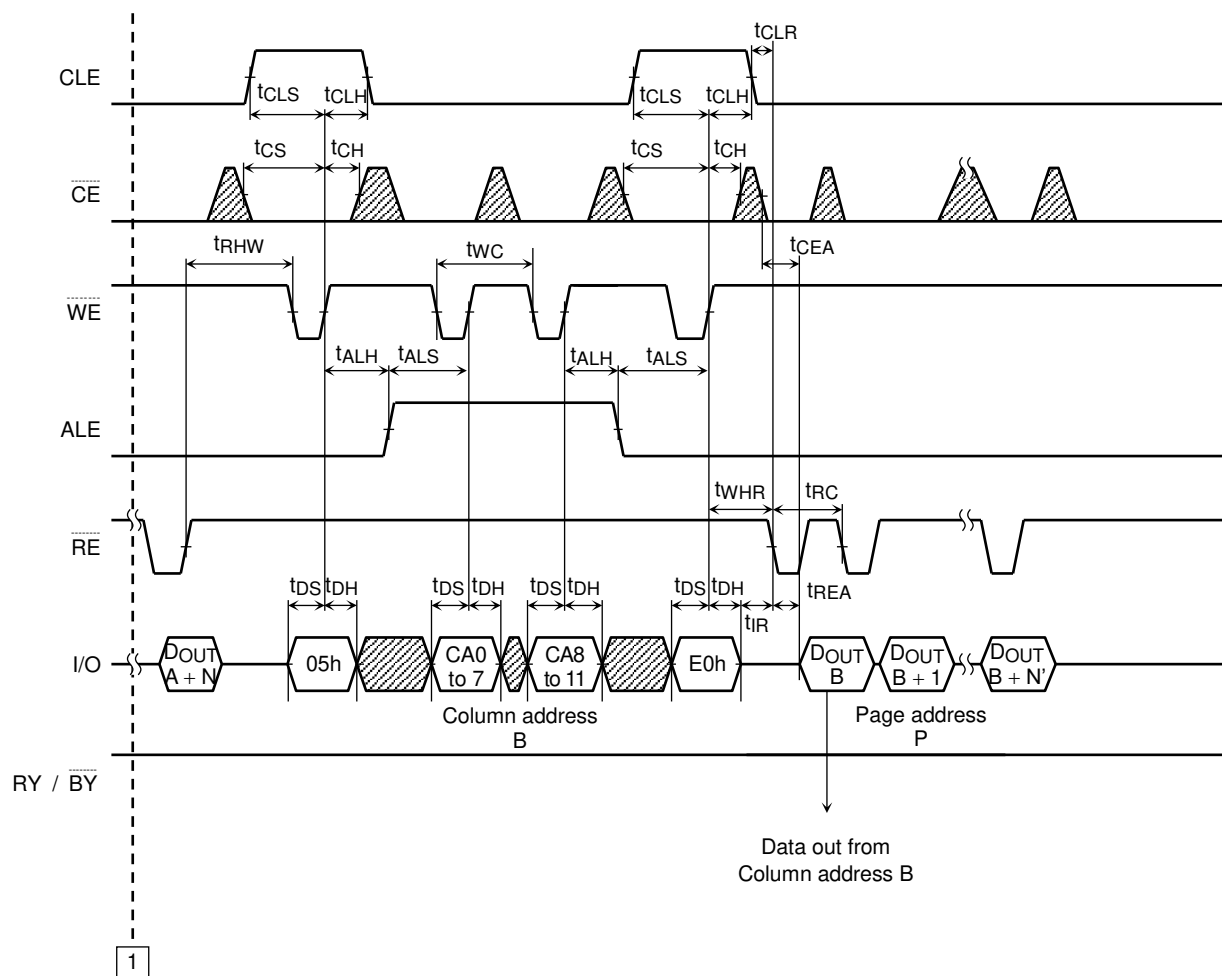 tCLR
CLE
tCLS tCLH tCLS tCLH
tCS tCH tCS tCH
CE
tRHW tWC tCEA
WE
tALH tALS tALH tALS
ALE
tWHR tRC
RE
tDS tDH tDS tDH tDS tDH tDS tDH tREA
tIR
I/O
DOUT
A + N
05h
CA0
to 7
CA8
to 11
E0h
DOUT
B
DOUT
B + 1
DOUT
B + N'
Column address
B
Page address
P
RY / BY
Data out from
Column address B
1